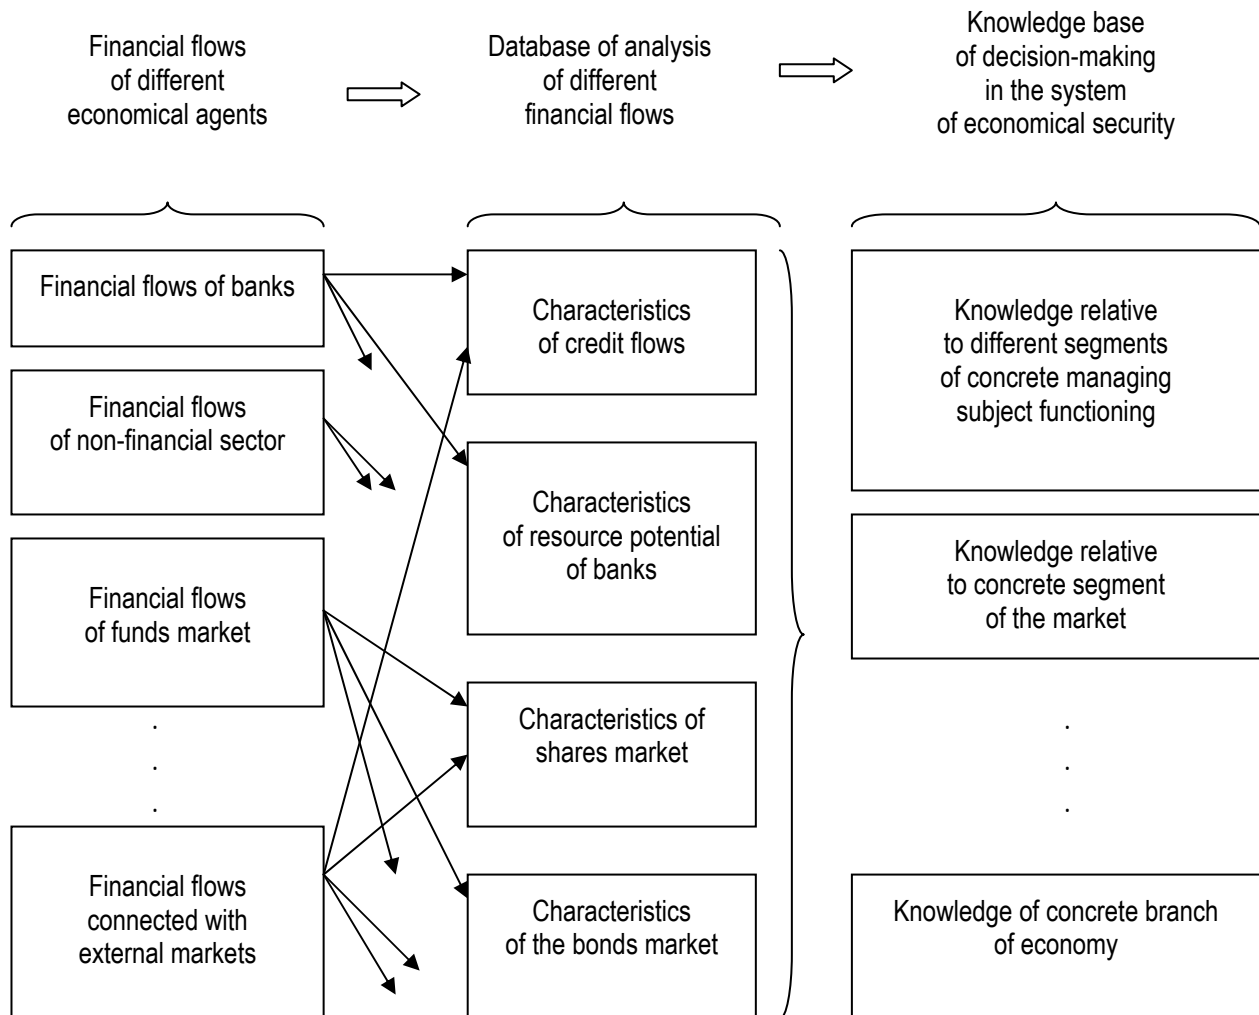 Financial flows
of different
economical agents
Database of analysis
of different
financial flows
Knowledge base
of decision-making
in the system
of economical security
Financial flows of banks
Financial flows
of non-financial sector
Financial flows
of funds market
.
.
.
Financial flows
connected with
external markets
Characteristics
of credit flows
Characteristics
of resource potential
of banks
Characteristics of
shares market
Characteristics
of the bonds market
Knowledge relative
to different segments
of concrete managing
subject functioning
Knowledge relative
to concrete segment
of the market
.
.
.
Knowledge of concrete branch
of economy